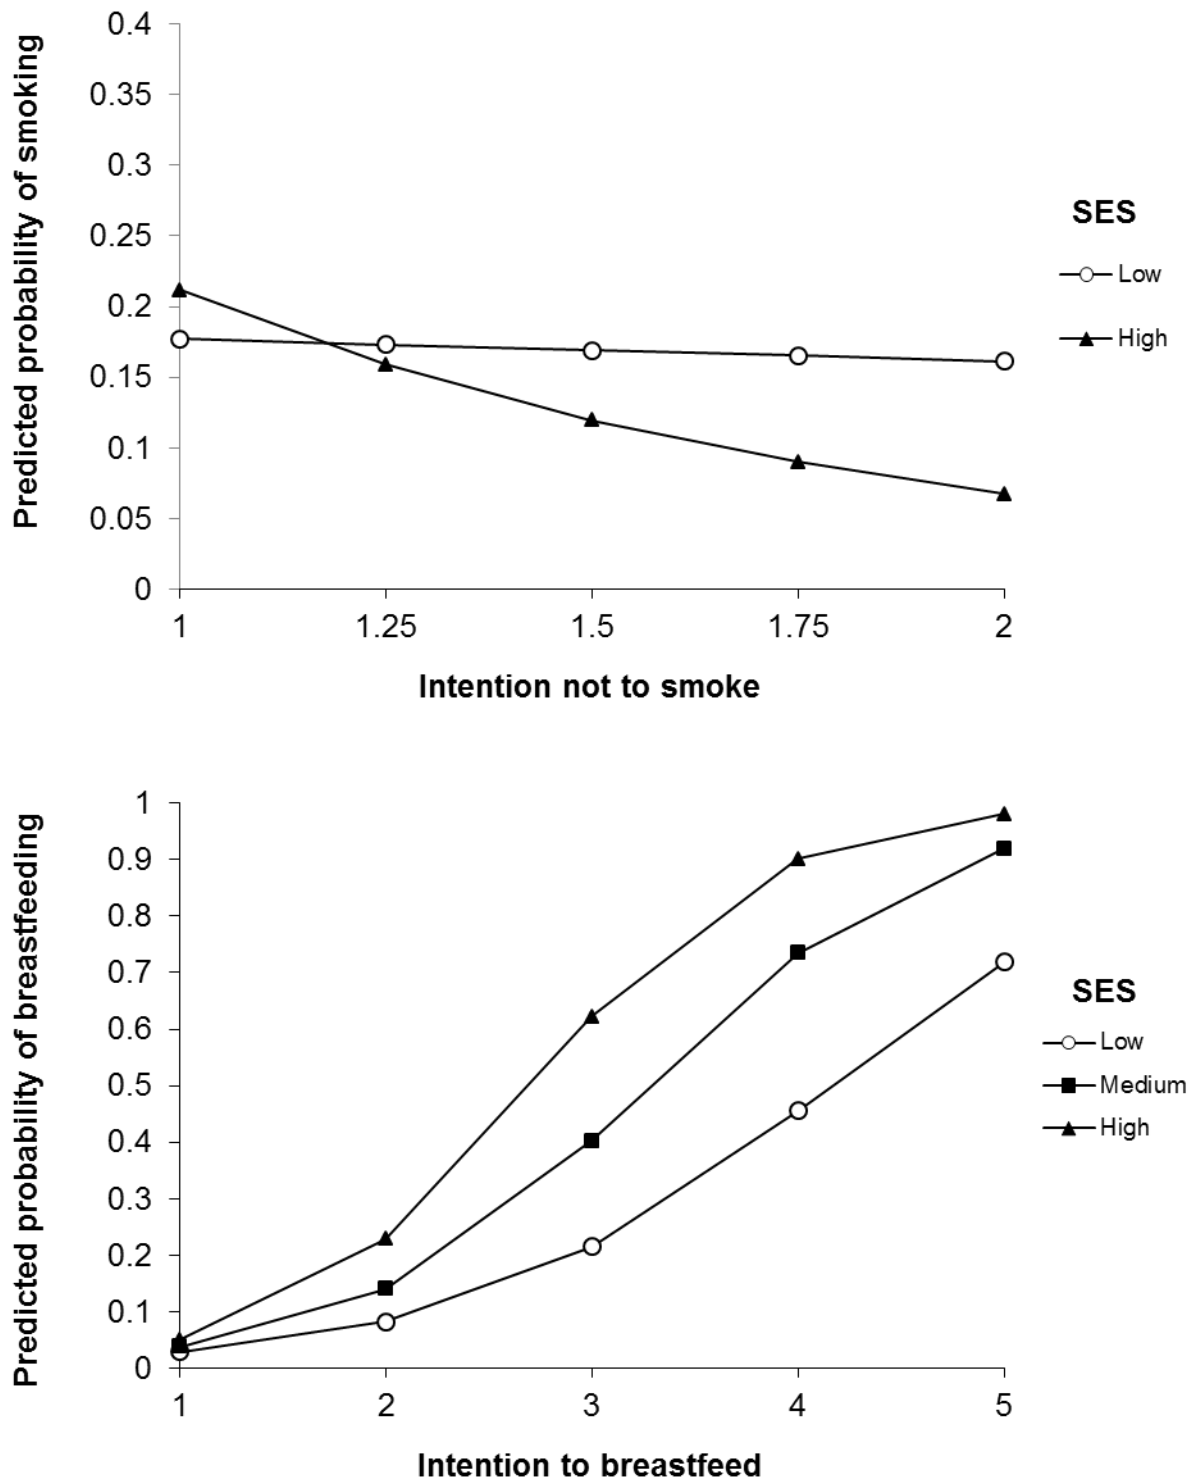 Predicted probability of smoking
0.4
0.35
0.3
0.25
0.2
0.15
0.1
0.05
0
1 1.25 1.5 1.75 2
Intention not to smoke
SES
Low
High
Predicted probability of breastfeeding
1
0.9
0.8
0.7
0.6
0.5
0.4
0.3
0.2
0.1
0
1 2 3 4 5
Intention to breastfeed
SES
Low
Medium
High